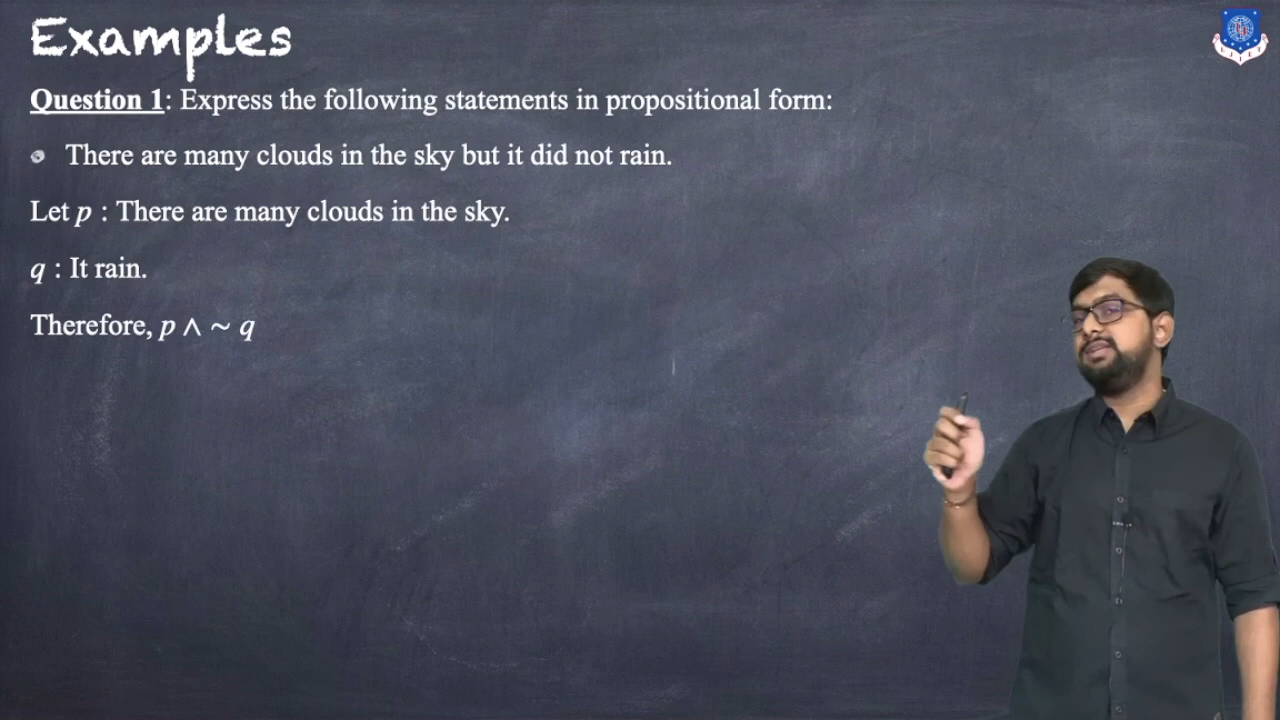 Examples
Question 1: Express the following statements in propositional form:
There are many clouds in the sky but it did not rain.
Let p : There are many clouds in the sky.
q : It rain.
Therefore, p ∧ ~ q